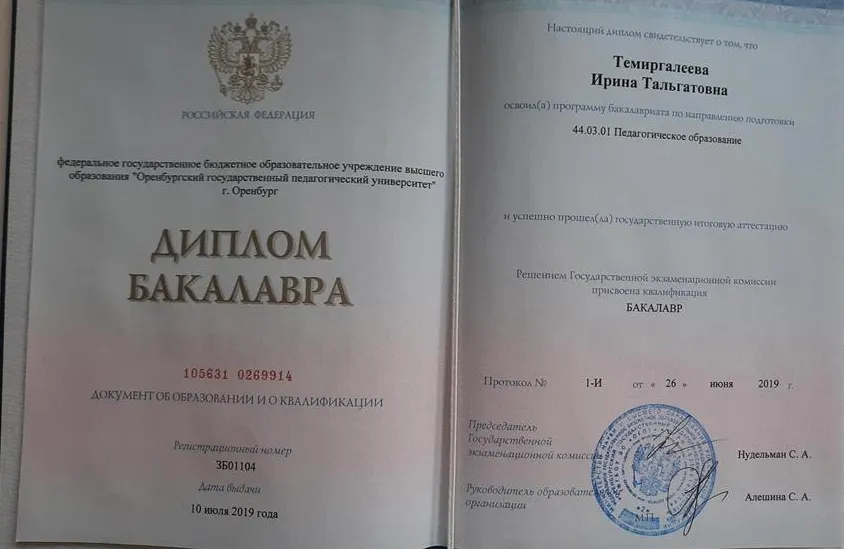 РОССИЙСКАЯ ФЕДЕРАЦИЯ
федеральное государственное бюджетное образовательное учреждение высшего
образования "Оренбургский государственный педагогический университет"
г. Оренбург
ДИПЛОМ
БАКАЛАВРА
105631 0269914
ДОКУМЕНТ ОБ ОБРАЗОВАНИИ И О КВАЛИФИКАЦИИ
Регистрационный номер
ЗБ01104
Дата выдачи
10 июля 2019 года
Настоящий диплом свидетельствует о том, что
Темиргалеева
Ирина Тальгатовна
освоил(а) программу бакалавриата по направлению подготовки
44.03.01 Педагогическое образование
и успешно прошел(ла) государственную итоговую аттестацию
Решением Государственной экзаменационной комиссии
присвоена квалификация
БАКАЛАВР
Протокол № 1-И от « 26 » июня 2019 г.
Председатель
Государственной
экзаменационной комиссии Нудельман С. А.
Руководитель образовательной
организации Алешина С. А.
М.П.